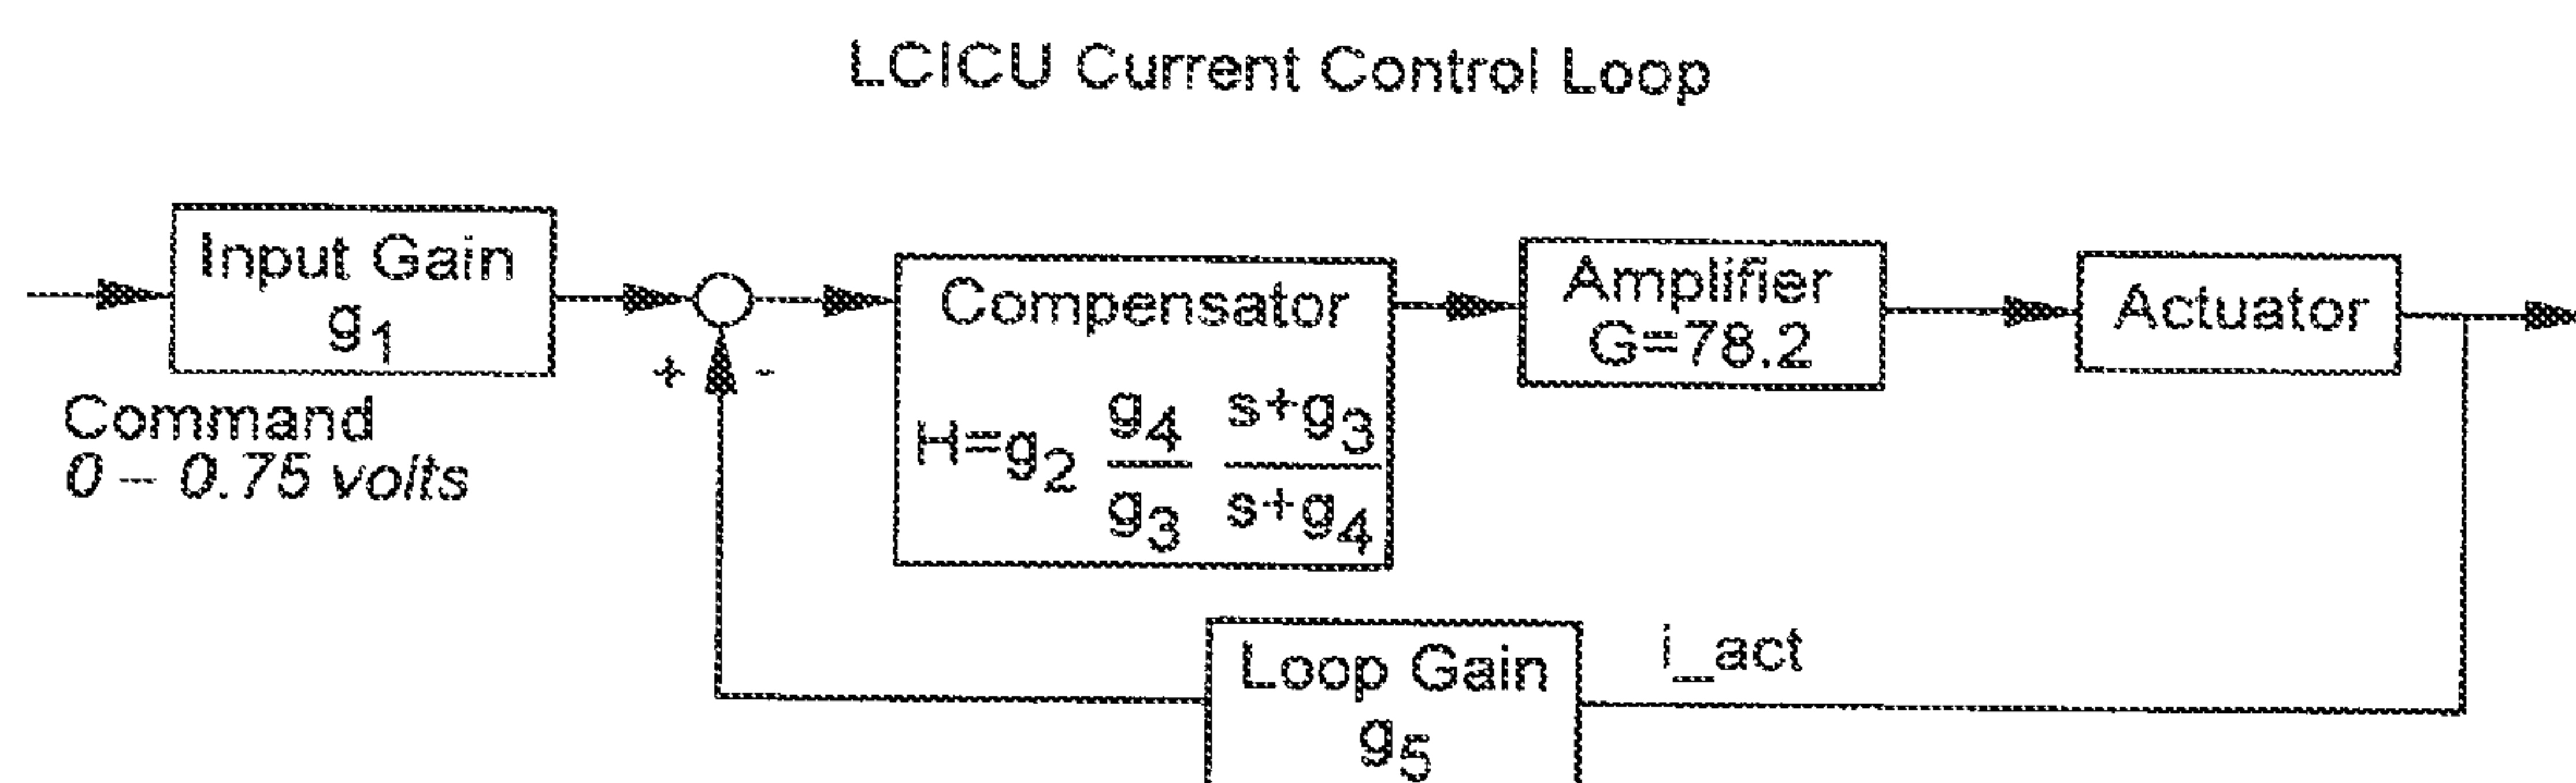 LCICU Current Control Loop
Input Gain
g₁
Command
0 – 0.75 volts
+ -
Compensator
H=g₂ g₄/g₃ s+g₃/s+g₄
Amplifier
G=78.2
Actuator
Loop Gain
g₅
i_act